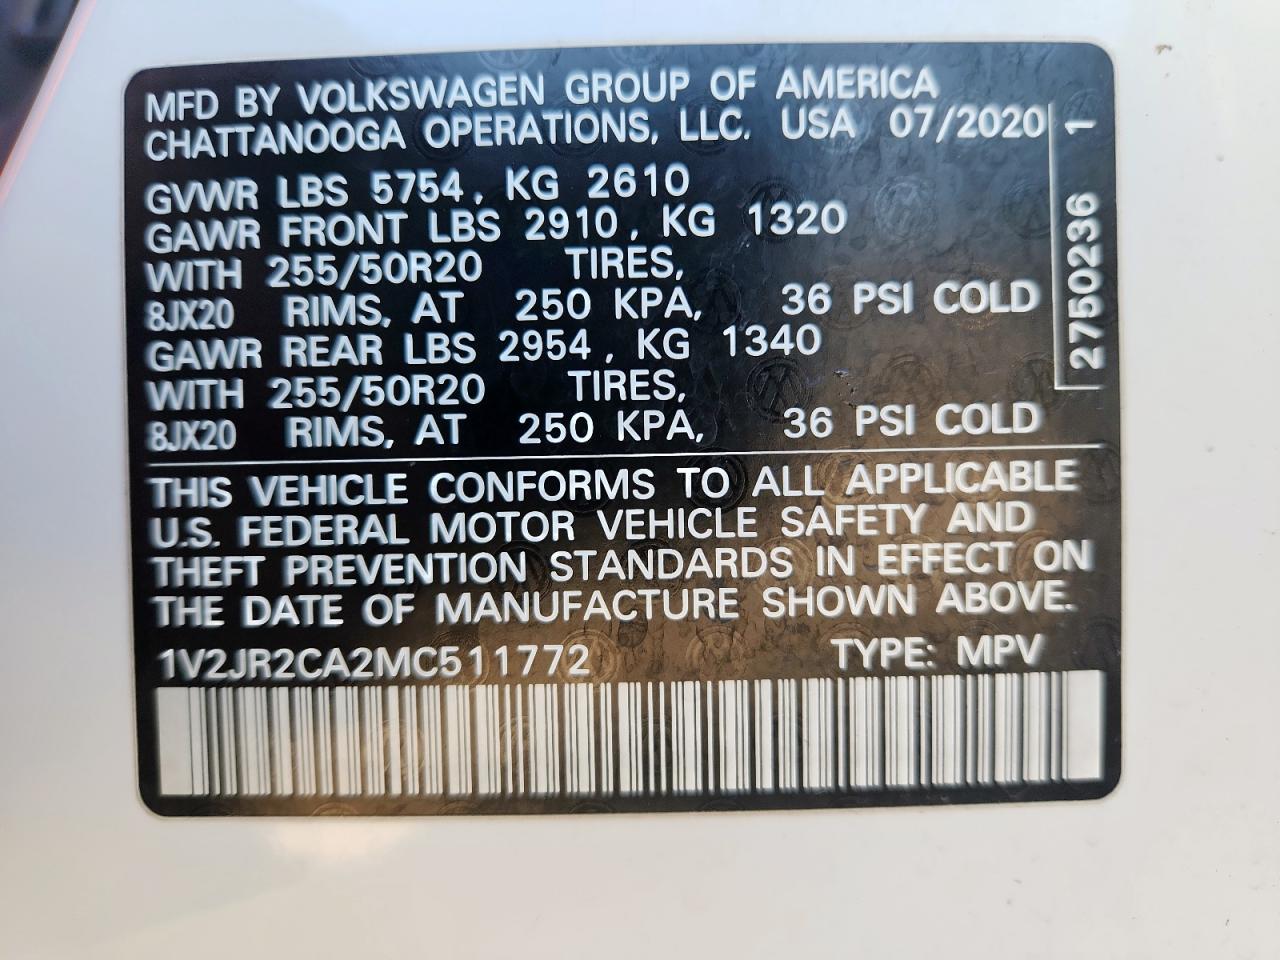 MFD BY VOLKSWAGEN GROUP OF AMERICA
CHATTANOOGA OPERATIONS, LLC. USA 07/2020
GVWR LBS 5754, KG 2610
GAWR FRONT LBS 2910, KG 1320
WITH 255/50R20 TIRES,
8JX20 RIMS, AT 250 KPA, 36 PSI COLD
GAWR REAR LBS 2954, KG 1340
WITH 255/50R20 TIRES,
8JX20 RIMS, AT 250 KPA, 36 PSI COLD
THIS VEHICLE CONFORMS TO ALL APPLICABLE
U.S. FEDERAL MOTOR VEHICLE SAFETY AND
THEFT PREVENTION STANDARDS IN EFFECT ON
THE DATE OF MANUFACTURE SHOWN ABOVE.
1V2JR2CA2MC511772 TYPE: MPV
2750236 1